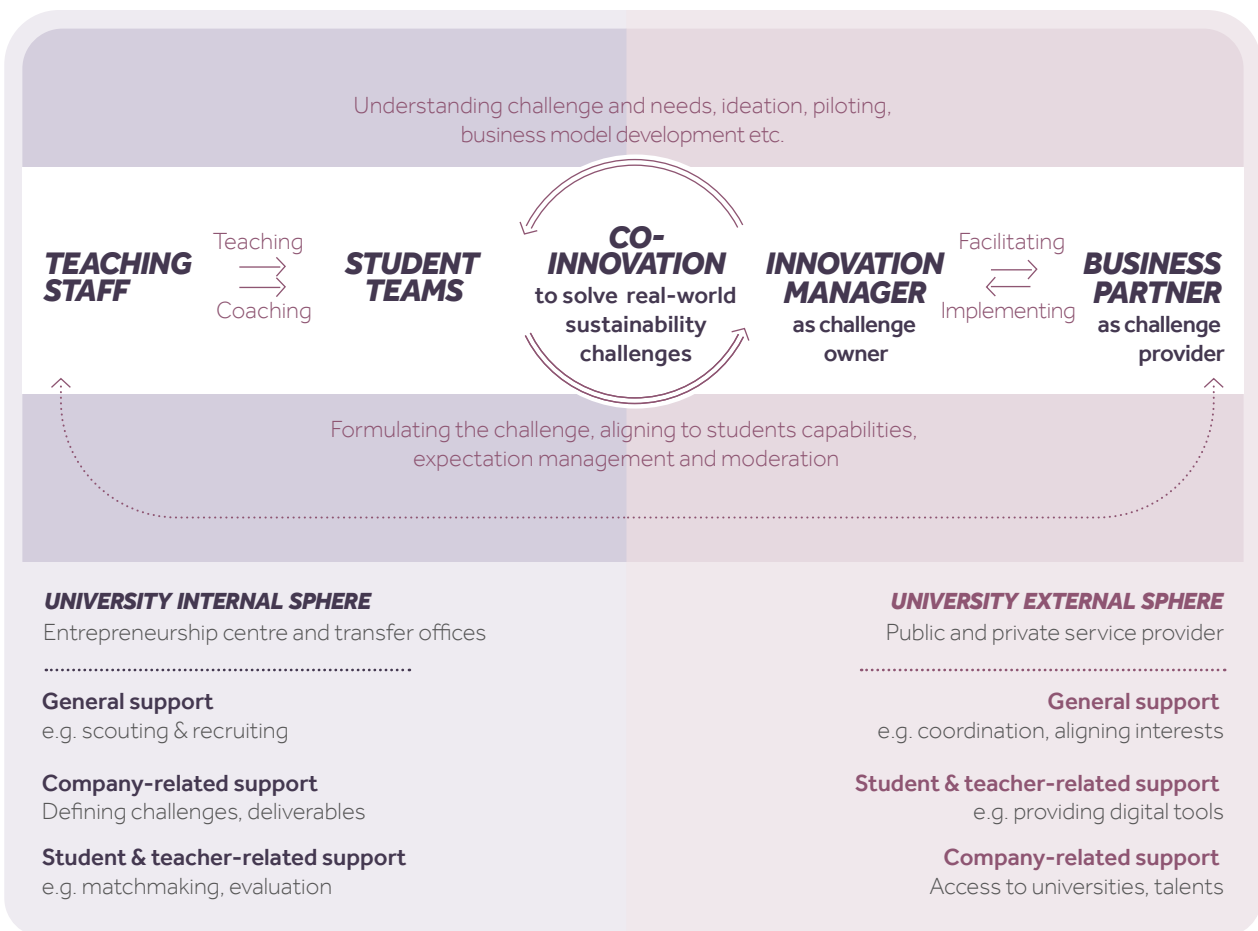 Understanding challenge and needs, ideation, piloting,
business model development etc.
TEACHING
STAFF
Teaching
Coaching
STUDENT
TEAMS
CO-
INNOVATION
to solve real-world
sustainability
challenges
INNOVATION
MANAGER
as challenge
owner
Facilitating
Implementing
BUSINESS
PARTNER
as challenge
provider
Formulating the challenge, aligning to students capabilities,
expectation management and moderation
UNIVERSITY INTERNAL SPHERE
Entrepreneurship centre and transfer offices
General support
e.g. scouting & recruiting
Company-related support
Defining challenges, deliverables
Student & teacher-related support
e.g. matchmaking, evaluation
UNIVERSITY EXTERNAL SPHERE
Public and private service provider
General support
e.g. coordination, aligning interests
Student & teacher-related support
e.g. providing digital tools
Company-related support
Access to universities, talents